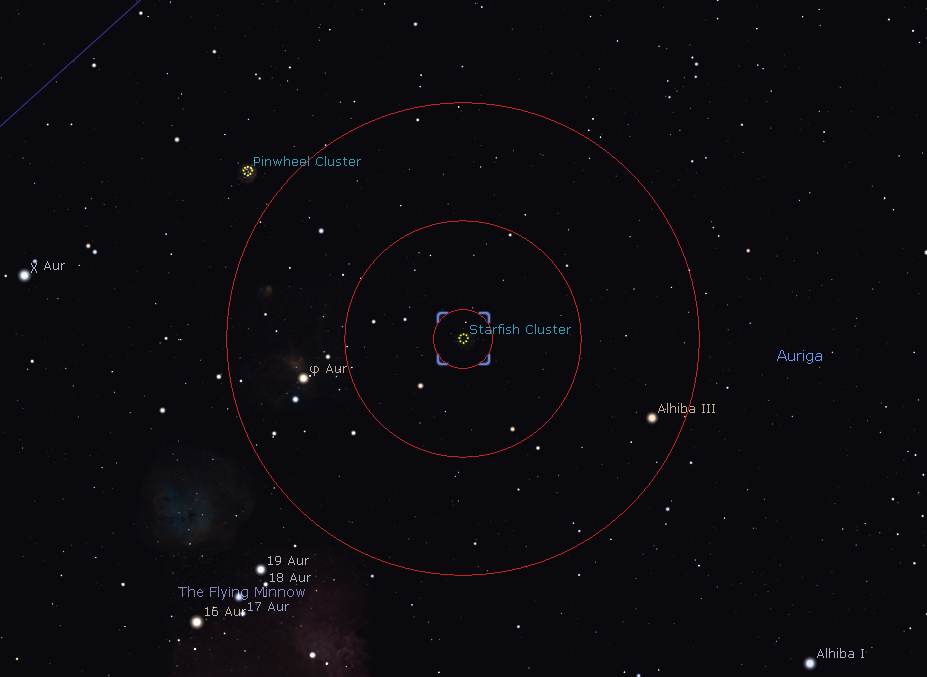 Pinwheel Cluster
χ Aur
Starfish Cluster
Auriga
φ Aur
Alhiba III
19 Aur
18 Aur
The Flying Minnow
16 Aur
17 Aur
Alhiba I